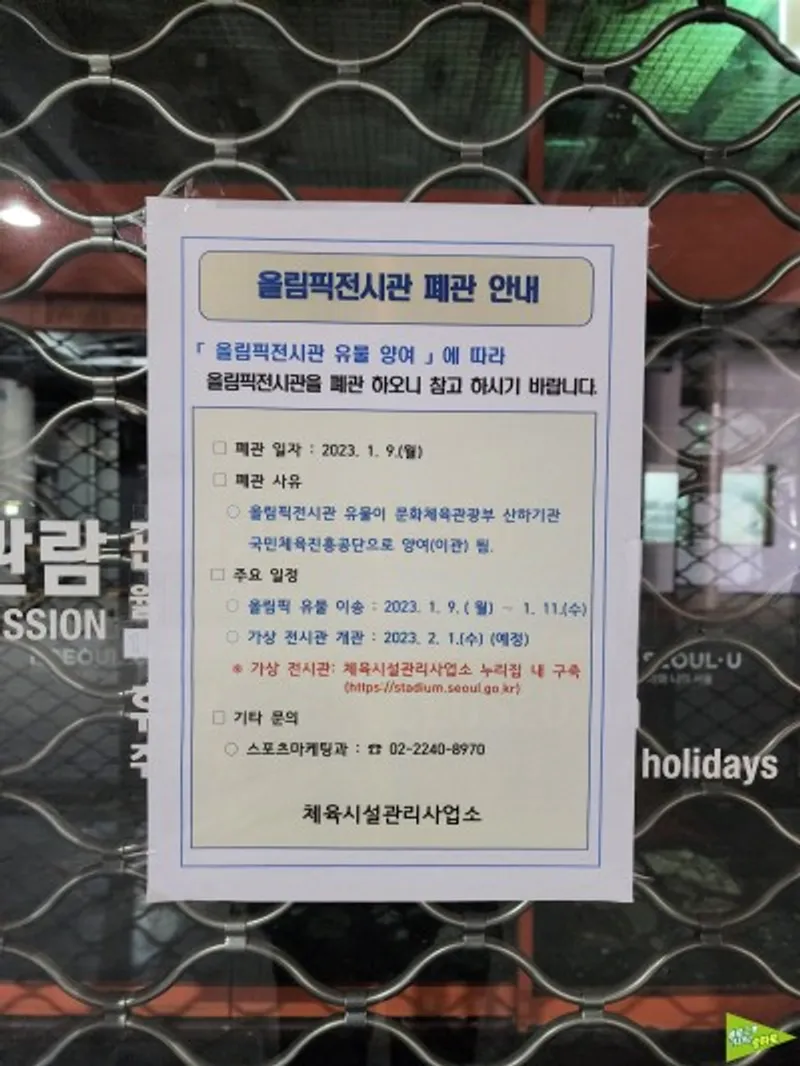 올림픽전시관 폐관 안내
「 올림픽전시관 유물 양여 」에 따라
올림픽전시관을 폐관 하오니 참고 하시기 바랍니다.
□ 폐관 일자 : 2023. 1. 9.(월)
□ 폐관 사유
○ 올림픽전시관 유물이 문화체육관광부 산하기관
국민체육진흥공단으로 양여(이관) 됨.
□ 주요 일정
○ 올림픽 유물 이송 : 2023. 1. 9. ( 월) ~ 1. 11.(수)
○ 가상 전시관 개관 : 2023. 2. 1.(수) (예정)
※ 가상 전시관: 체육시설관리사업소 누리집 내 구축
(https://stadium.seoul.go.kr)
□ 기타 문의
○ 스포츠마케팅과 : ☎ 02-2240-8970
체육시설관리사업소
관람
SSION
SEOUL·U
holidays